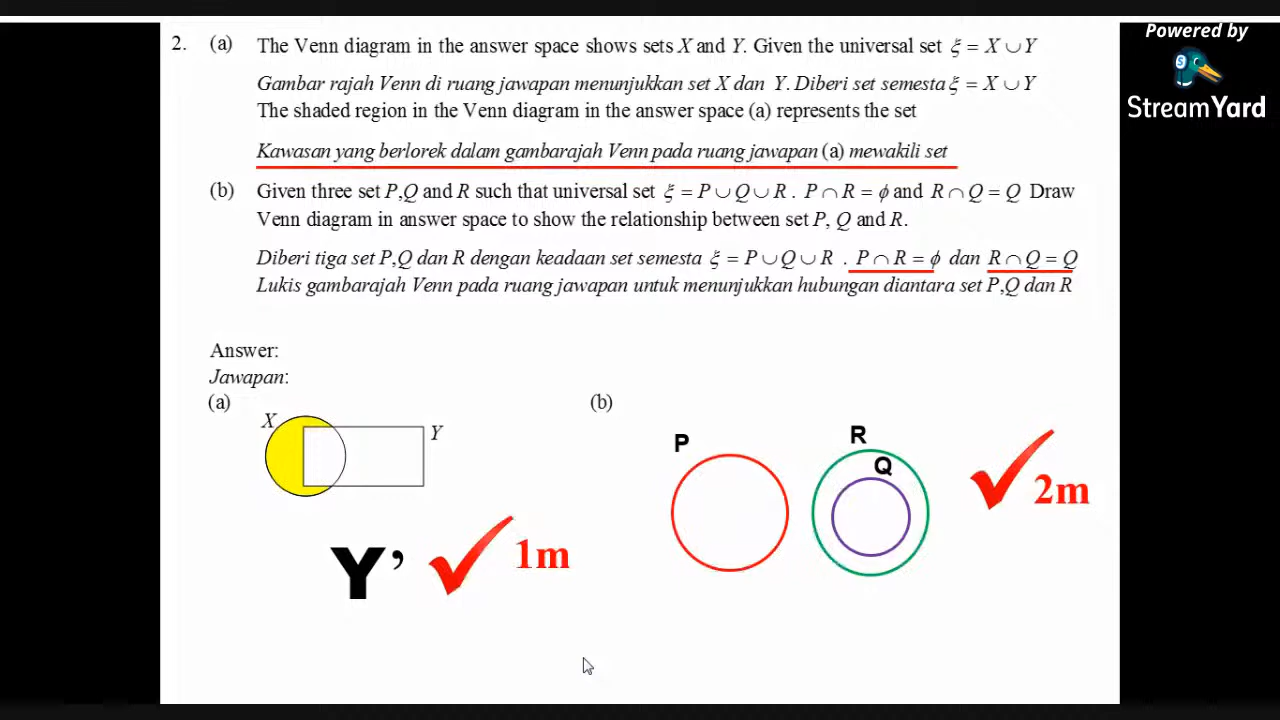 Powered by
StreamYard
2. (a) The Venn diagram in the answer space shows sets X and Y. Given the universal set ξ = X ∪ Y
Gambar rajah Venn di ruang jawapan menunjukkan set X dan Y. Diberi set semesta ξ = X ∪ Y
The shaded region in the Venn diagram in the answer space (a) represents the set
Kawasan yang berlorek dalam gambarajah Venn pada ruang jawapan (a) mewakili set
(b) Given three set P,Q and R such that universal set ξ = P ∪ Q ∪ R . P ∩ R = ϕ and R ∩ Q = Q Draw
Venn diagram in answer space to show the relationship between set P, Q and R.
Diberi tiga set P,Q dan R dengan keadaan set semesta ξ = P ∪ Q ∪ R . P ∩ R = ϕ dan R ∩ Q = Q
Lukis gambarajah Venn pada ruang jawapan untuk menunjukkan hubungan diantara set P,Q dan R
Answer:
Jawapan:
(a)
X
Y
Y’
1m
(b)
P
R
Q
2m